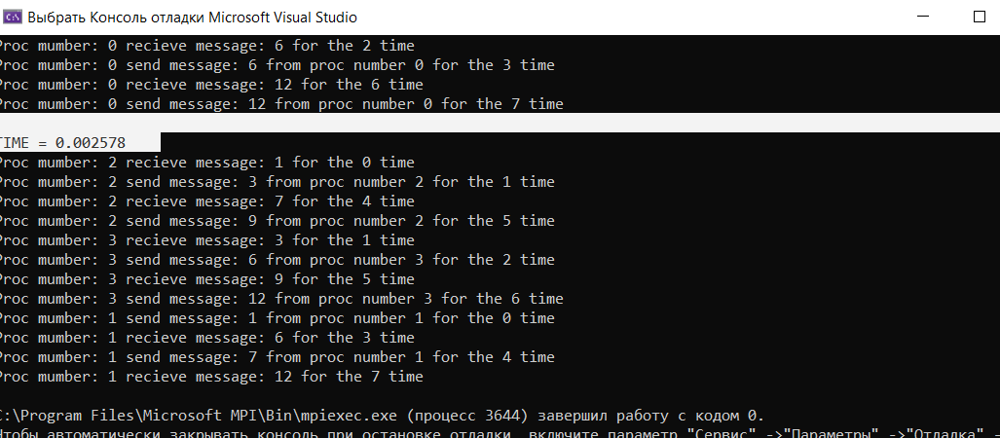 Выбрать Консоль отладки Microsoft Visual Studio
Proc mumber: 0 recieve message: 6 for the 2 time
Proc mumber: 0 send message: 6 from proc number 0 for the 3 time
Proc mumber: 0 recieve message: 12 for the 6 time
Proc mumber: 0 send message: 12 from proc number 0 for the 7 time
TIME = 0.002578
Proc mumber: 2 recieve message: 1 for the 0 time
Proc mumber: 2 send message: 3 from proc number 2 for the 1 time
Proc mumber: 2 recieve message: 7 for the 4 time
Proc mumber: 2 send message: 9 from proc number 2 for the 5 time
Proc mumber: 3 recieve message: 3 for the 1 time
Proc mumber: 3 send message: 6 from proc number 3 for the 2 time
Proc mumber: 3 recieve message: 9 for the 5 time
Proc mumber: 3 send message: 12 from proc number 3 for the 6 time
Proc mumber: 1 send message: 1 from proc number 1 for the 0 time
Proc mumber: 1 recieve message: 6 for the 3 time
Proc mumber: 1 send message: 7 from proc number 1 for the 4 time
Proc mumber: 1 recieve message: 12 for the 7 time
C:\Program Files\Microsoft MPI\Bin\mpiexec.exe (процесс 3644) завершил работу с кодом 0.
Чтобы автоматически закрывать консоль при остановке отладки, включите параметр "Сервис" ->"Параметры" ->"Отладка" -